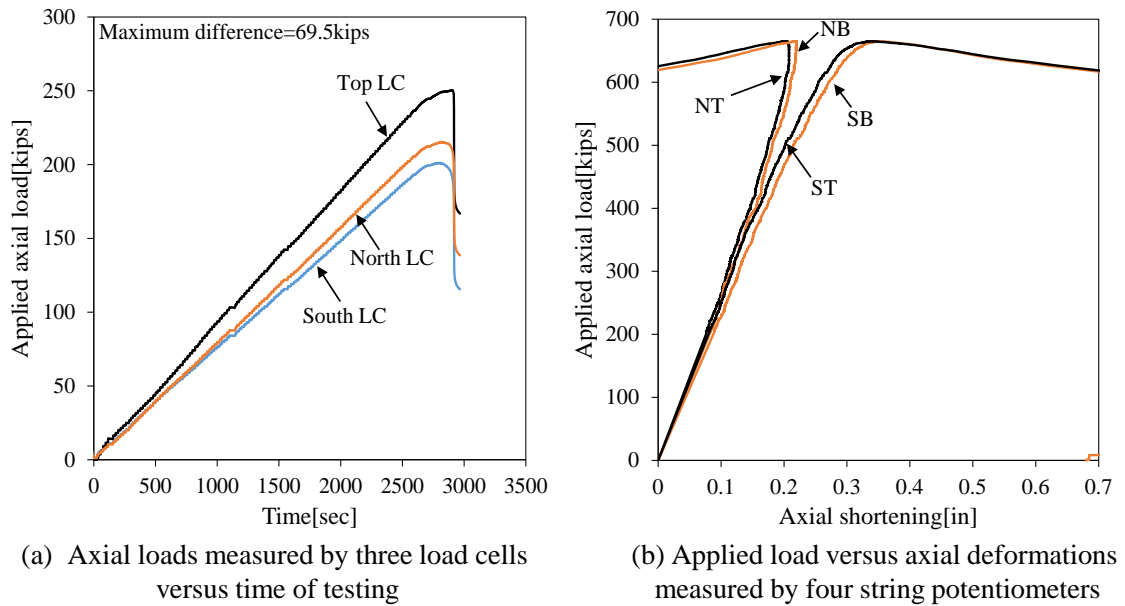 Maximum difference=69.5kips
Top LC
North LC
South LC
Applied axial load[kips]
300
250
200
150
100
50
0
0 500 1000 1500 2000 2500 3000 3500
Time[sec]
(a) Axial loads measured by three load cells
versus time of testing
NB
NT
SB
ST
Applied axial load[kips]
700
600
500
400
300
200
100
0
0 0.1 0.2 0.3 0.4 0.5 0.6 0.7
Axial shortening[in]
(b) Applied load versus axial deformations
measured by four string potentiometers